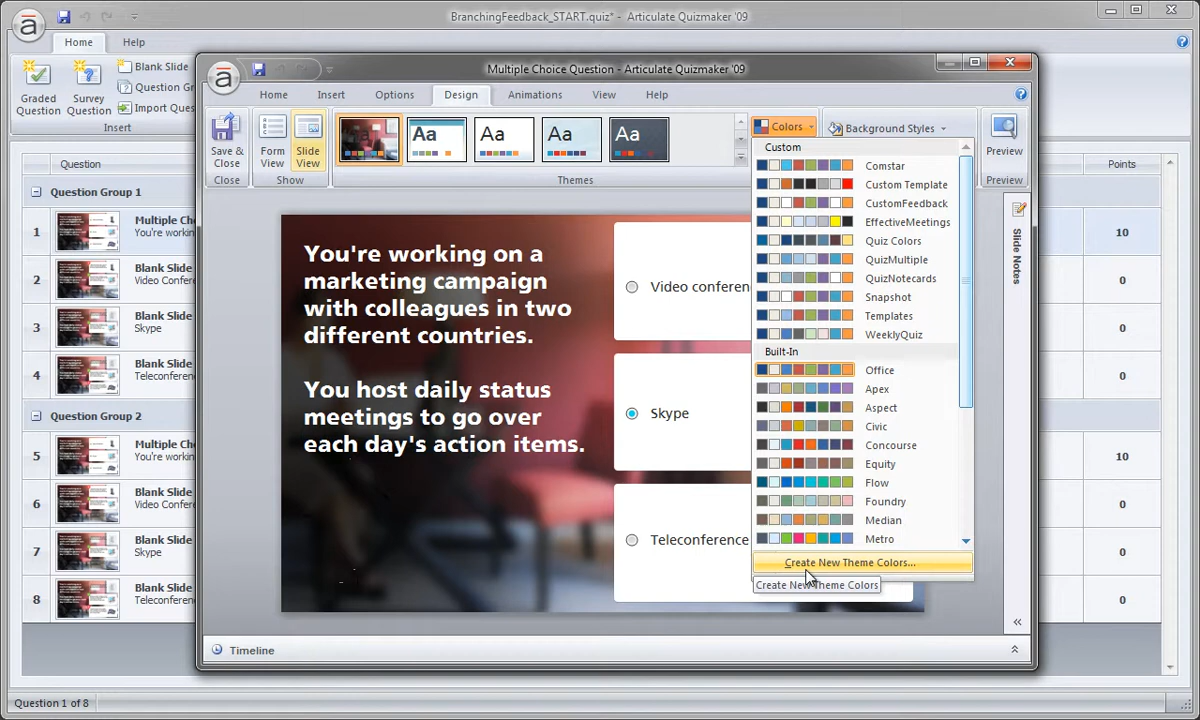 BranchingFeedback_START.quiz* - Articulate Quizmaker '09
Home
Help
Graded Question
Survey Question
Blank Slide
Question Gr
Import Ques
Insert
Multiple Choice Question - Articulate Quizmaker '09
Home
Insert
Options
Design
Animations
View
Help
Save & Close
Close
Form View
Slide View
Show
Aa
Aa
Aa
Aa
Themes
Colors
Background Styles
Preview
Preview
Question
Points
Question Group 1
1
Multiple Ch
You're workin
10
2
Blank Slide
Video Confere
0
3
Blank Slide
Skype
0
4
Blank Slide
Teleconferenc
0
Question Group 2
5
Multiple Ch
You're workin
10
6
Blank Slide
Video Confere
0
7
Blank Slide
Skype
0
8
Blank Slide
Teleconferenc
0
You're working on a
marketing campaign
with colleagues in two
different countries.
You host daily status
meetings to go over
each day's action items.
Video conferen
Skype
Teleconference
Custom
Comstar
Custom Template
CustomFeedback
EffectiveMeetings
Quiz Colors
QuizMultiple
QuizNotecards
Snapshot
Templates
WeeklyQuiz
Built-In
Office
Apex
Aspect
Civic
Concourse
Equity
Flow
Foundry
Median
Metro
Create New Theme Colors...
Create New Theme Colors
Slide Notes
Timeline
Question 1 of 8